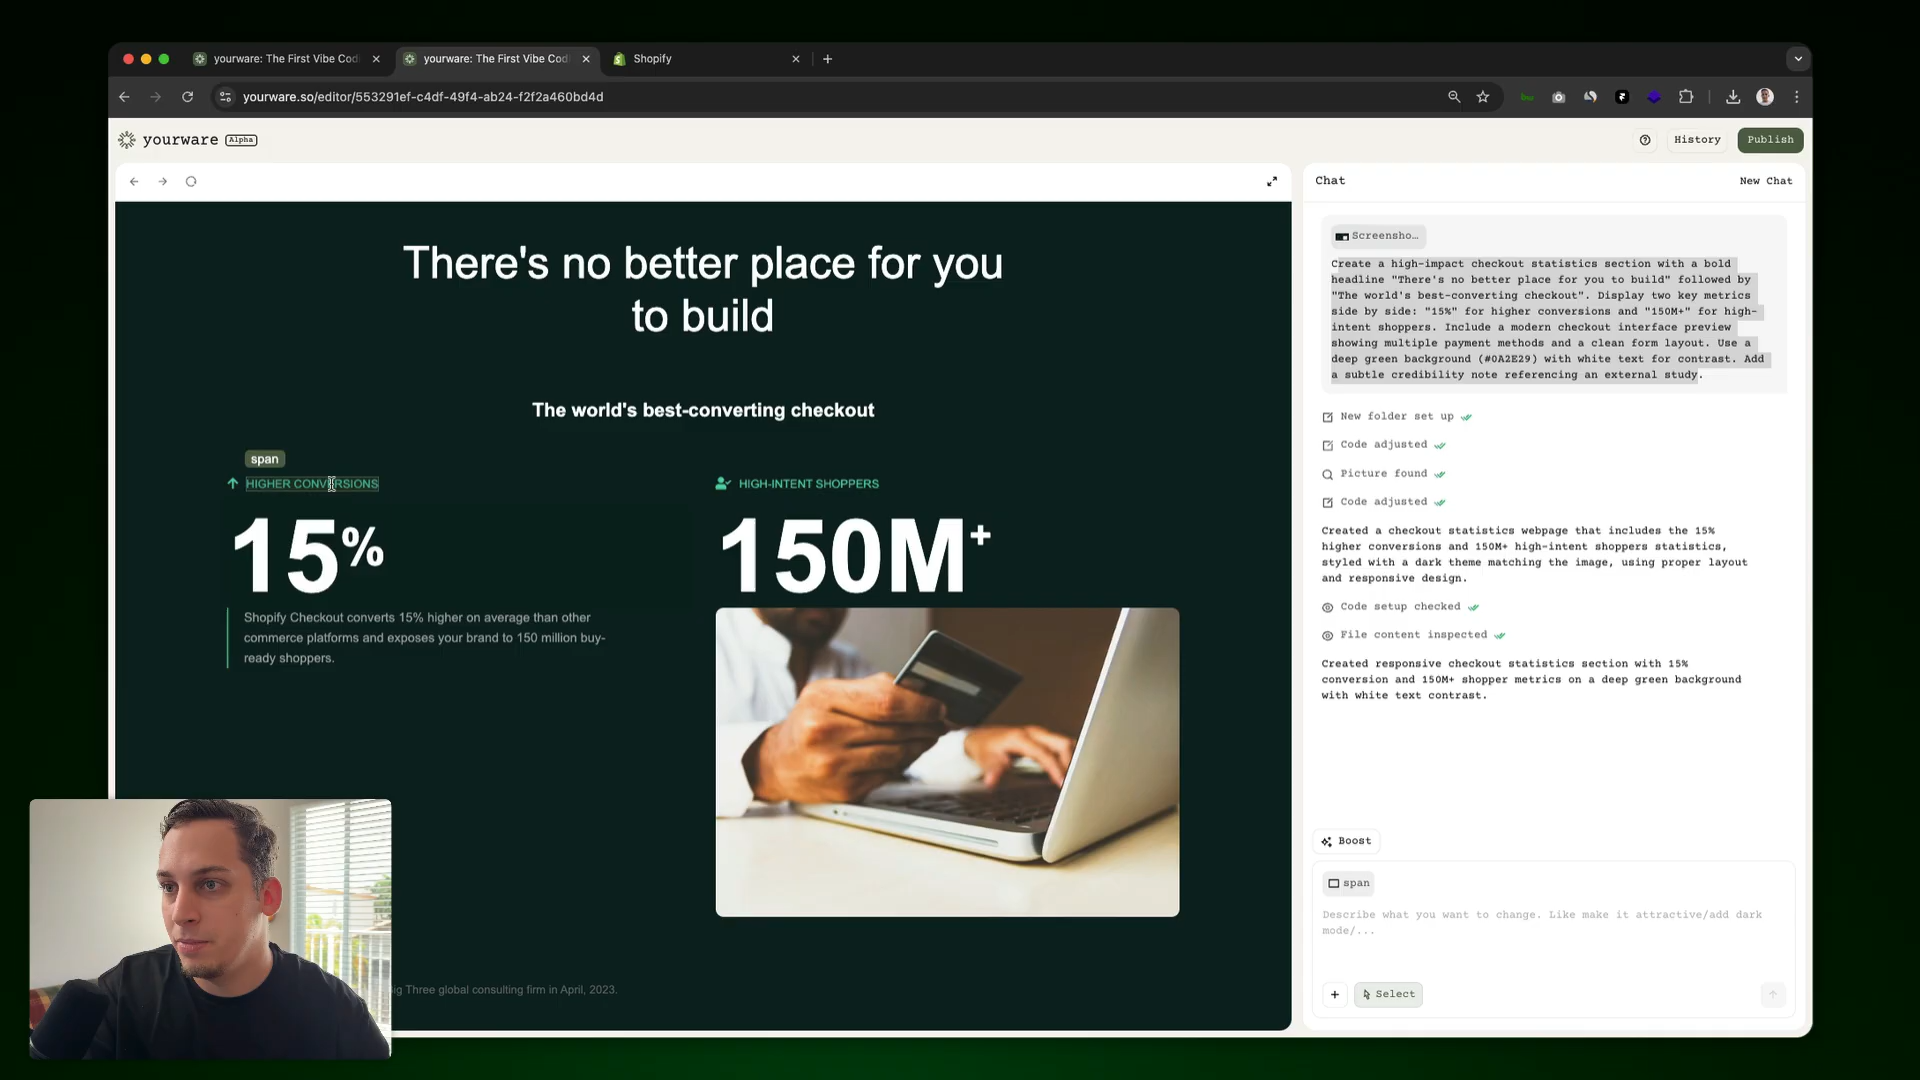 yourware: The First Vibe Codi
yourware: The First Vibe Codi
Shopify
yourware.so/editor/553291ef-c4df-49f4-ab24-f2f2a460bd4d
yourware Alpha
History
Publish
Chat
New Chat
There's no better place for you
to build
The world's best-converting checkout
span
HIGHER CONVERSIONS
HIGH-INTENT SHOPPERS
15%
150M+
Shopify Checkout converts 15% higher on average than other
commerce platforms and exposes your brand to 150 million buy-
ready shoppers.
Big Three global consulting firm in April, 2023.
Screensho…
Create a high-impact checkout statistics section with a bold
headline "There's no better place for you to build" followed by
"The world's best-converting checkout". Display two key metrics
side by side: "15%" for higher conversions and "150M+" for high-
intent shoppers. Include a modern checkout interface preview
showing multiple payment methods and a clean form layout. Use a
deep green background (#0A2E29) with white text for contrast. Add
a subtle credibility note referencing an external study.
New folder set up
Code adjusted
Picture found
Code adjusted
Created a checkout statistics webpage that includes the 15%
higher conversions and 150M+ high-intent shoppers statistics,
styled with a dark theme matching the image, using proper layout
and responsive design.
Code setup checked
File content inspected
Created responsive checkout statistics section with 15%
conversion and 150M+ shopper metrics on a deep green background
with white text contrast.
Boost
span
Describe what you want to change. Like make it attractive/add dark
mode/...
Select